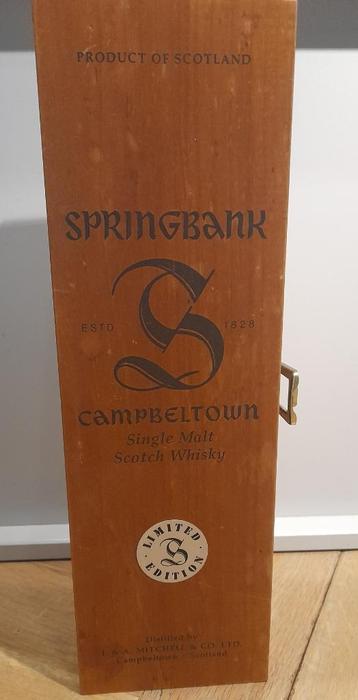 PRODUCT OF SCOTLAND
SPRINGBANK
S
ESTD 1828
CAMPBELTOWN
Single Malt
Scotch Whisky
· LIMITED ·
S
EDITION
Distilled by
J. & A. MITCHELL & CO. LTD.
Campbeltown · Scotland